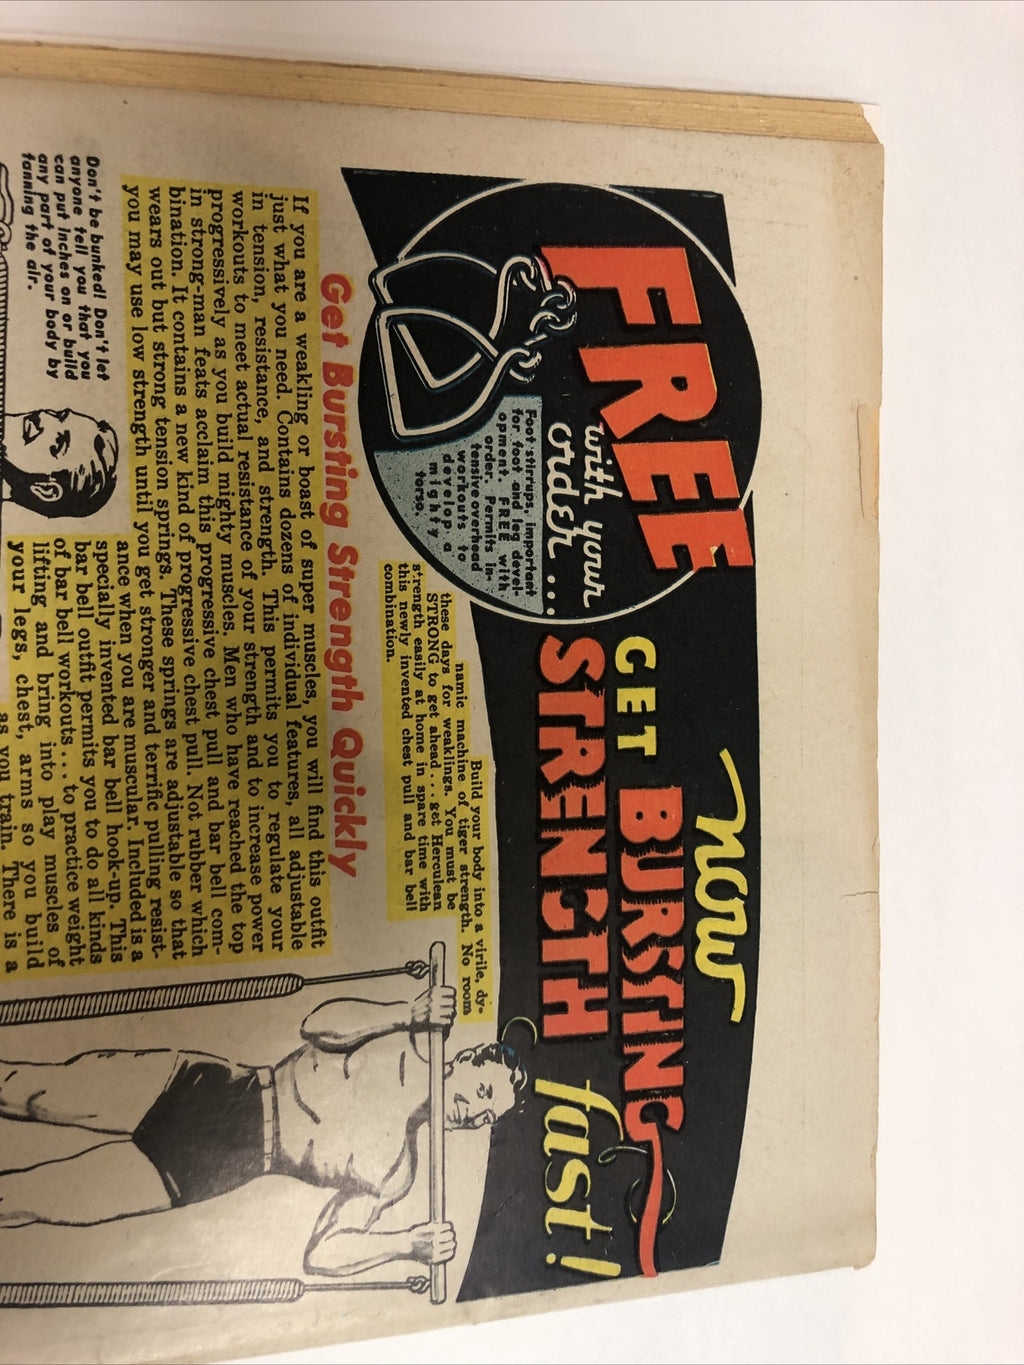 now
GET BURSTING
STRENGTH fast!
FREE
with your
order...
Foot stirrups, important
for foot and leg devel-
opment. FREE with
order. Permits in-
tensive overhead
workouts to
develop a
mighty
torso.
Build your body into a virile, dy-
namic machine of tiger strength. No room
these days for weaklings. You must be
STRONG to get ahead... get Herculean
strength easily at home in spare time with
this newly invented chest pull and bar bell
combination.
Get Bursting Strength Quickly
If you are a weakling or boast of super muscles, you will find this outfit
just what you need. Contains dozens of individual features, all adjustable
in tension, resistance, and strength. This permits you to regulate your
workouts to meet actual resistance of your strength and to increase power
progressively as you build mighty muscles. Men who have reached the top
in strong-man feats acclaim this progressive chest pull and bar bell com-
bination. It contains a new kind of progressive chest pull. Not rubber which
wears out but strong tension springs. These springs are adjustable so that
you may use low strength until you get stronger and terrific pulling resist-
ance when you are muscular. Included is a
specially invented bar bell hook-up. This
bar bell outfit permits you to do all kinds
of bar bell workouts... to practice weight
lifting and bring into play muscles of
your legs, chest, arms so you build
as you train. There is a
Don't be bunked! Don't let
anyone tell you that you
can put inches on or build
any part of your body by
fanning the air.